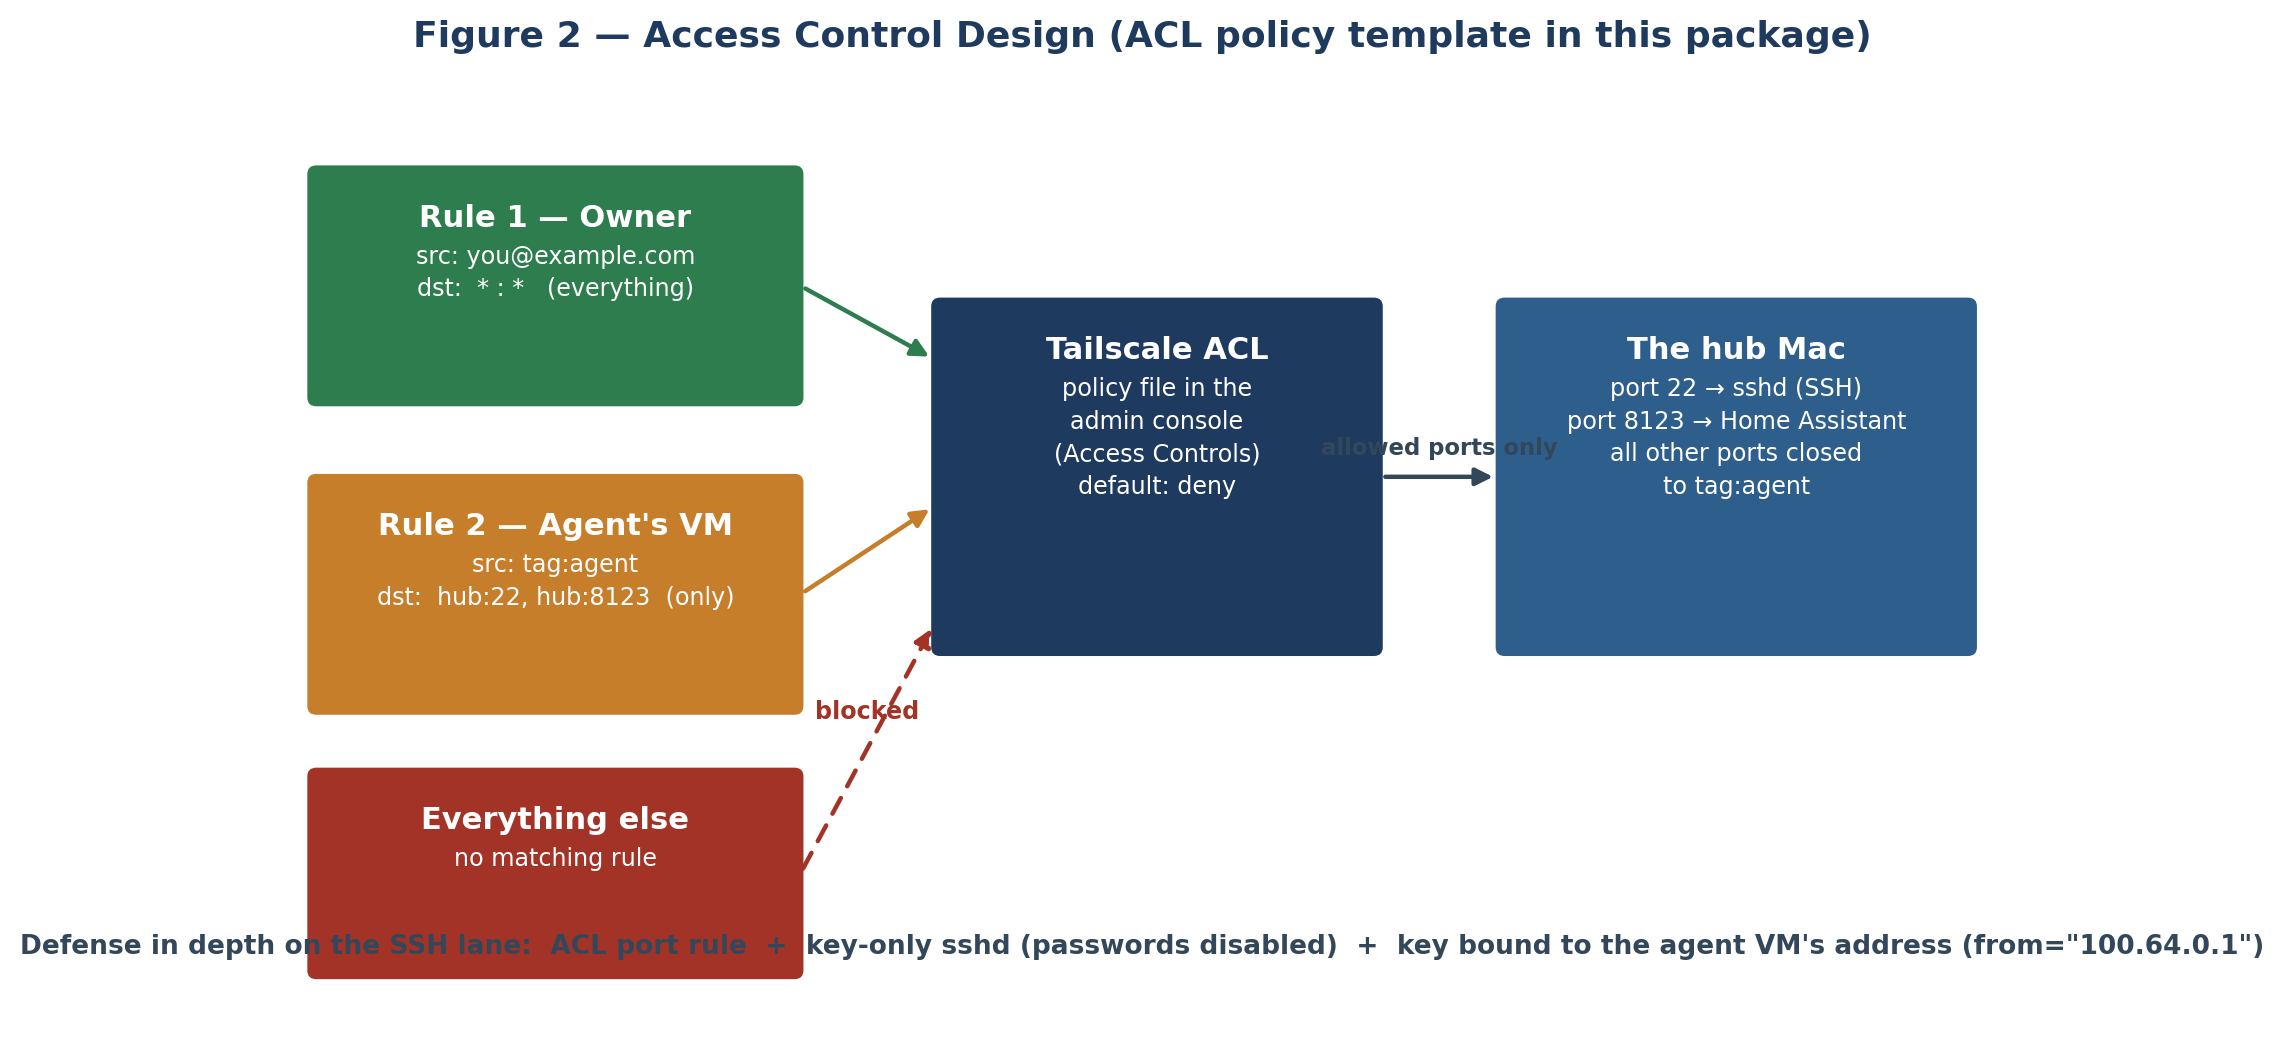 Figure 2 — Access Control Design (ACL policy template in this package)
Rule 1 — Owner
src: you@example.com
dst:  * : *   (everything)
Rule 2 — Agent's VM
src: tag:agent
dst:  hub:22, hub:8123  (only)
Everything else
no matching rule
blocked
Tailscale ACL
policy file in the
admin console
(Access Controls)
default: deny
allowed ports only
The hub Mac
port 22 → sshd (SSH)
port 8123 → Home Assistant
all other ports closed
to tag:agent
Defense in depth on the SSH lane:  ACL port rule  +  key-only sshd (passwords disabled)  +  key bound to the agent VM's address (from="100.64.0.1")